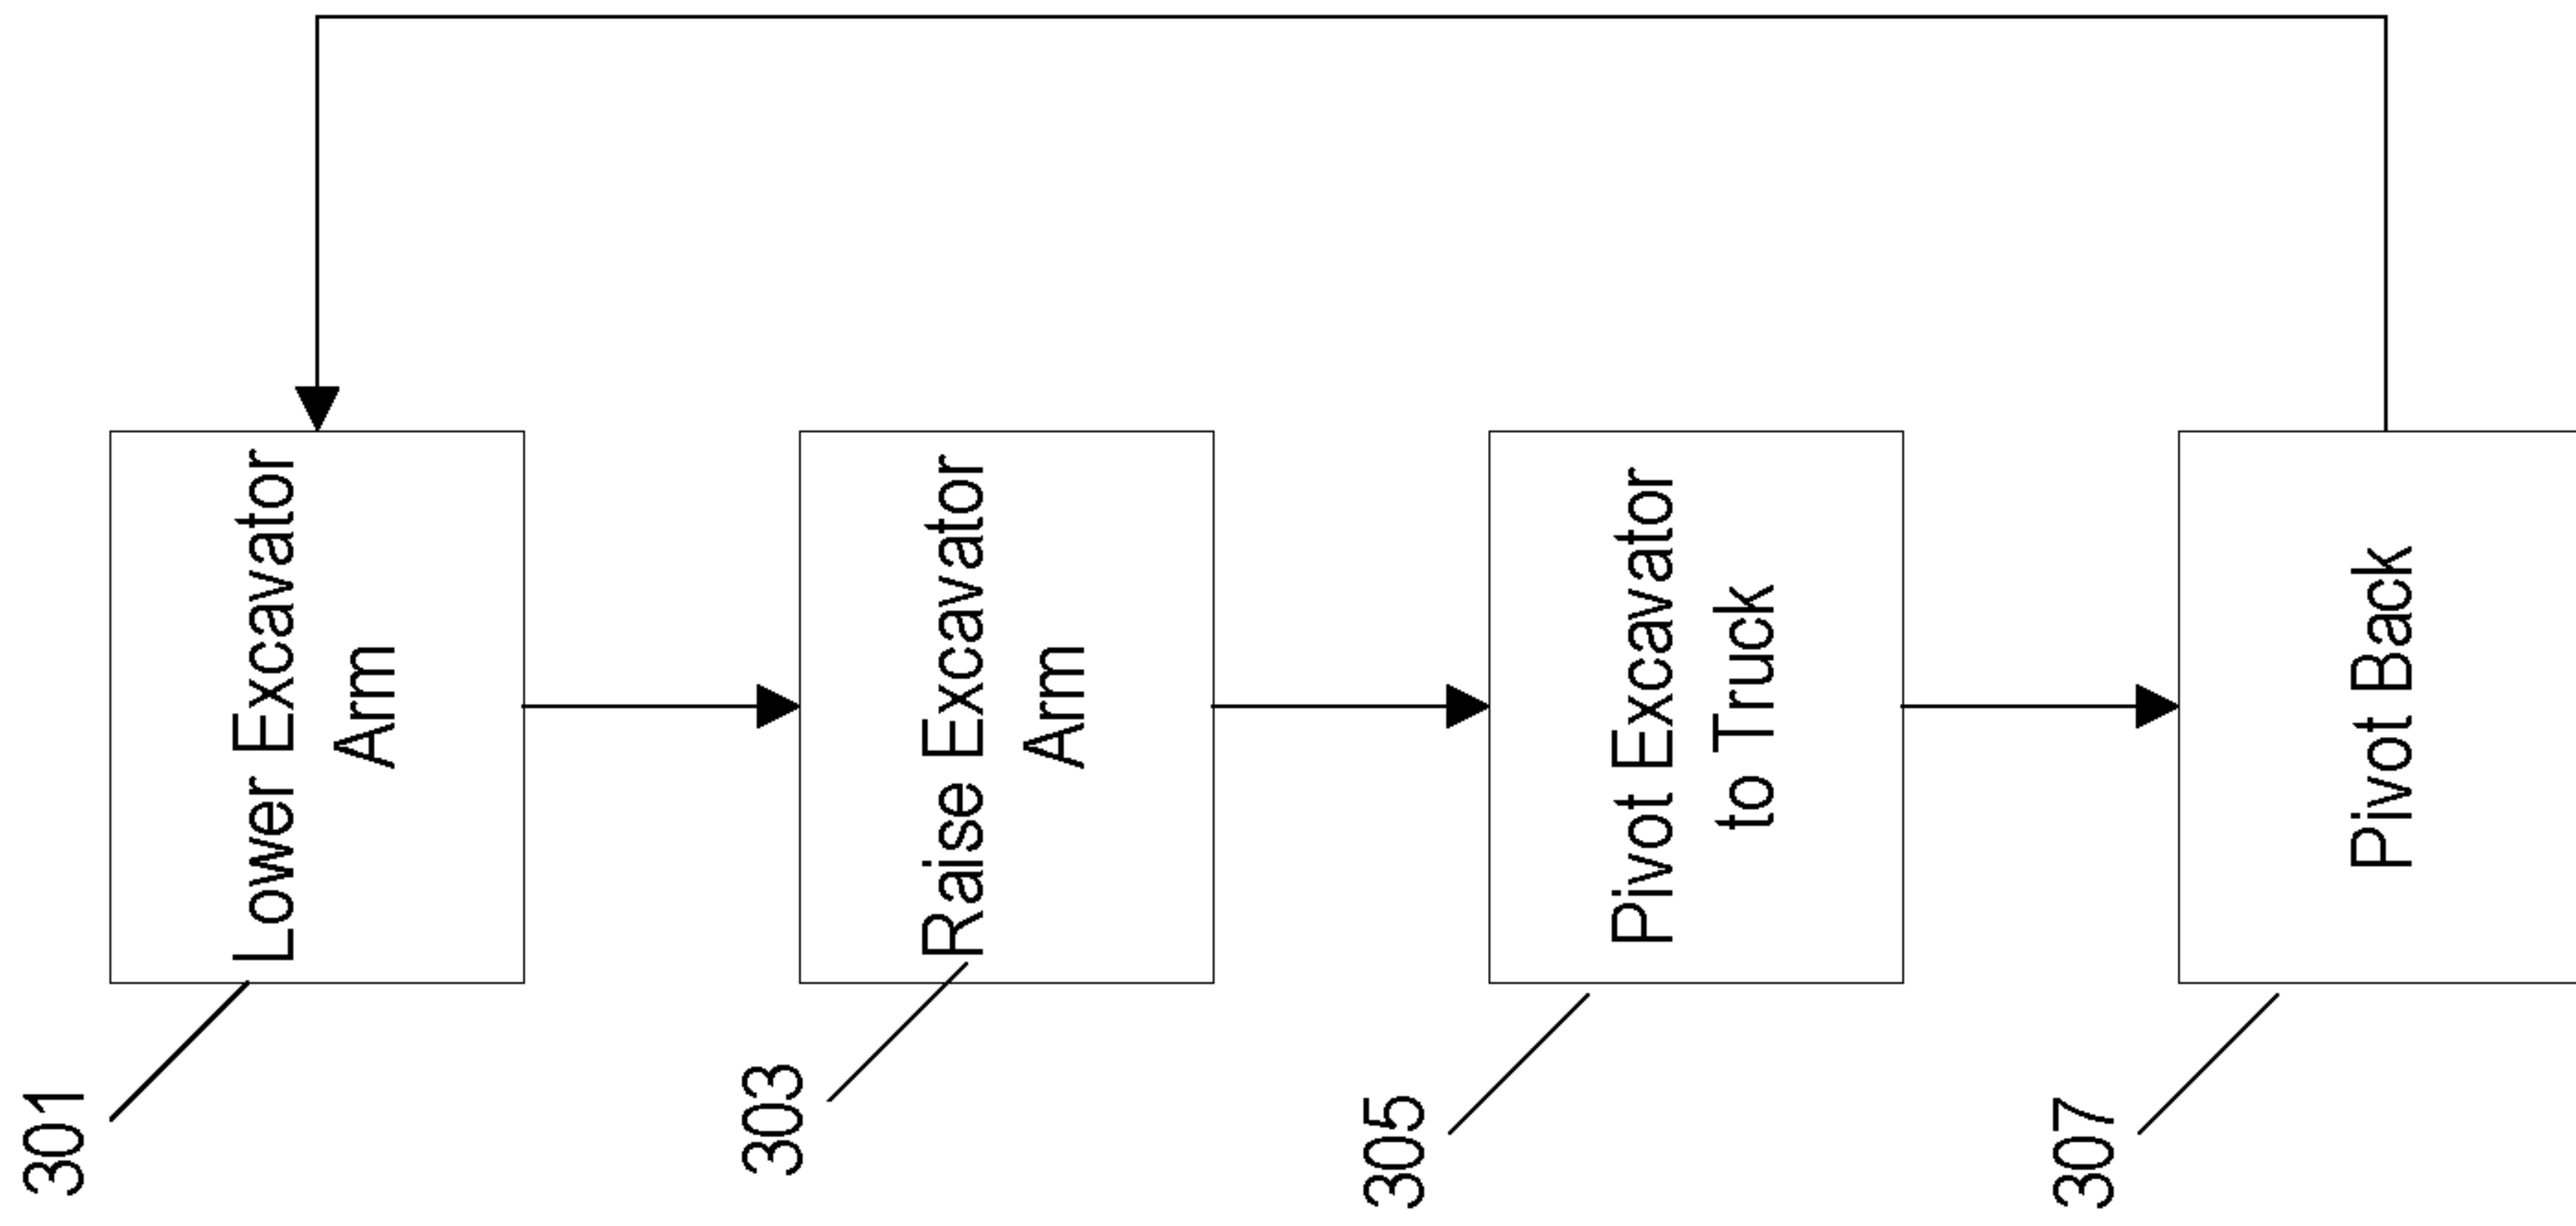 301
Lower Excavator
Arm
303
Raise Excavator
Arm
305
Pivot Excavator
to Truck
307
Pivot Back